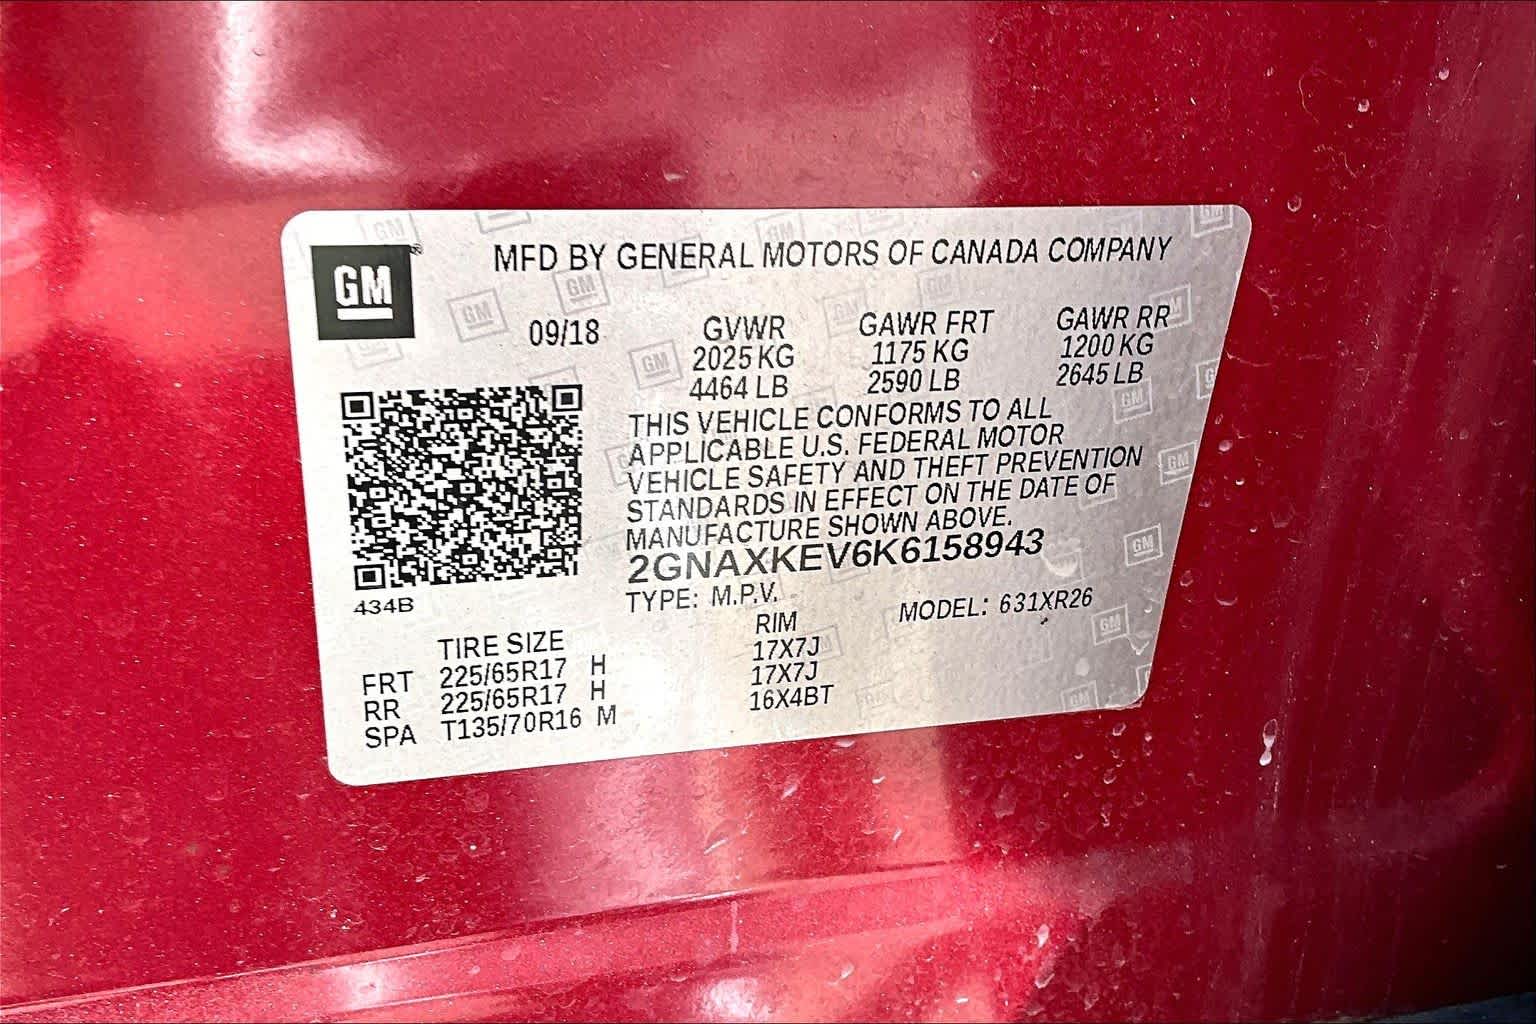 GM
MFD BY GENERAL MOTORS OF CANADA COMPANY
09/18 GVWR GAWR FRT GAWR RR
2025 KG 1175 KG 1200 KG
4464 LB 2590 LB 2645 LB
THIS VEHICLE CONFORMS TO ALL
APPLICABLE U.S. FEDERAL MOTOR
VEHICLE SAFETY AND THEFT PREVENTION
STANDARDS IN EFFECT ON THE DATE OF
MANUFACTURE SHOWN ABOVE.
2GNAXKEV6K6158943
434B
TYPE: M.P.V. MODEL: 631XR26
TIRE SIZE RIM
FRT 225/65R17 H 17X7J
RR 225/65R17 H 17X7J
SPA T135/70R16 M 16X4BT